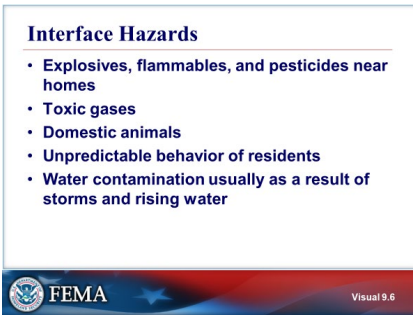 Interface Hazards
• Explosives, flammables, and pesticides near
homes
• Toxic gases
• Domestic animals
• Unpredictable behavior of residents
• Water contamination usually as a result of
storms and rising water
FEMA
Visual 9.6